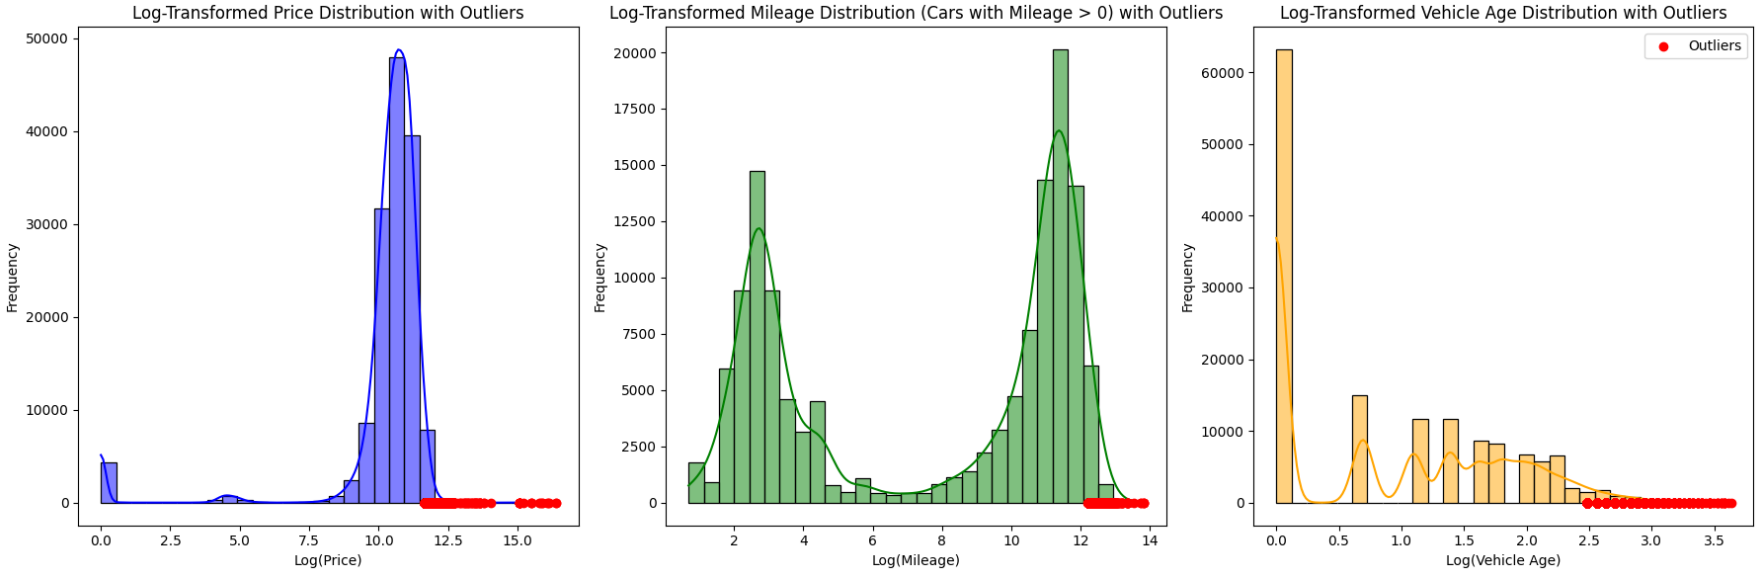 Log-Transformed Price Distribution with Outliers
Frequency
50000
40000
30000
20000
10000
0
0.0 2.5 5.0 7.5 10.0 12.5 15.0
Log(Price)
Log-Transformed Mileage Distribution (Cars with Mileage > 0) with Outliers
Frequency
20000
17500
15000
12500
10000
7500
5000
2500
0
2 4 6 8 10 12 14
Log(Mileage)
Log-Transformed Vehicle Age Distribution with Outliers
Outliers
Frequency
60000
50000
40000
30000
20000
10000
0
0.0 0.5 1.0 1.5 2.0 2.5 3.0 3.5
Log(Vehicle Age)